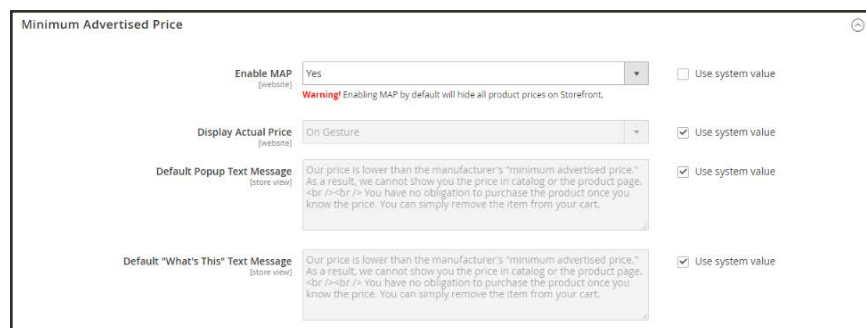 Minimum Advertised Price
Enable MAP
[website]
Yes
Use system value
Warning! Enabling MAP by default will hide all product prices on Storefront.
Display Actual Price
[website]
On Gesture
Use system value
Default Popup Text Message
[store view]
Our price is lower than the manufacturer's "minimum advertised price."
As a result, we cannot show you the price in catalog or the product page.
<br /><br /> You have no obligation to purchase the product once you
know the price. You can simply remove the item from your cart.
Use system value
Default "What's This" Text Message
[store view]
Our price is lower than the manufacturer's "minimum advertised price."
As a result, we cannot show you the price in catalog or the product page.
<br /><br /> You have no obligation to purchase the product once you
know the price. You can simply remove the item from your cart.
Use system value